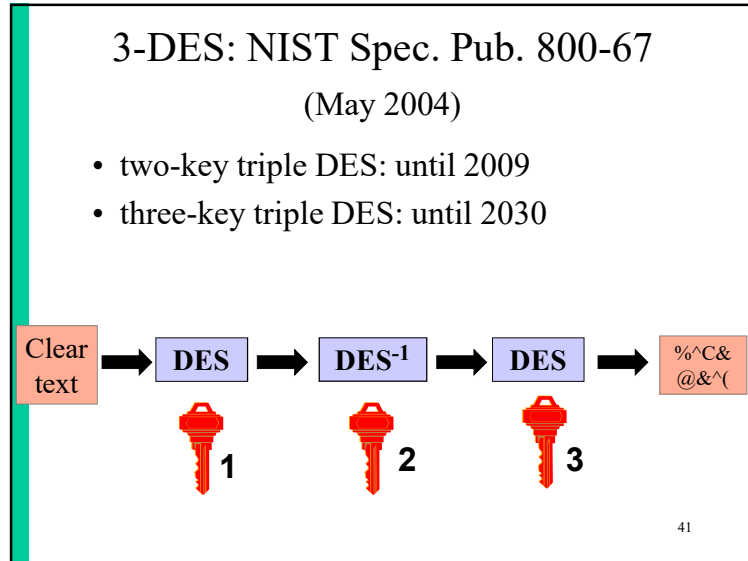 3-DES: NIST Spec. Pub. 800-67
(May 2004)
• two-key triple DES: until 2009
• three-key triple DES: until 2030
Clear
text
DES
DES-1
DES
%^C&
@&^(
1
2
3
41